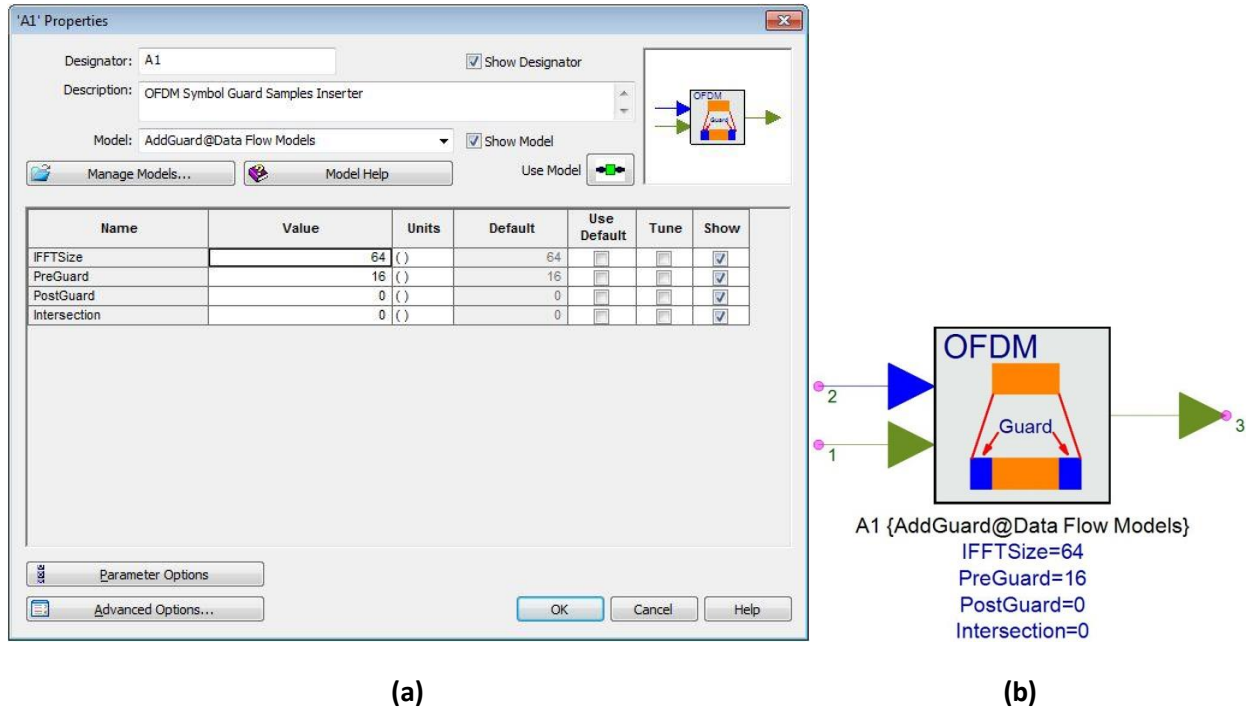 'A1' Properties
Designator: A1
Show Designator
Description: OFDM Symbol Guard Samples Inserter
Model: AddGuard@Data Flow Models
Show Model
Manage Models...
Model Help
Use Model
OFDM
Guard
Name Value Units Default Use Default Tune Show
IFFTSize 64 ( ) 64
PreGuard 16 ( ) 16
PostGuard 0 ( ) 0
Intersection 0 ( ) 0
Parameter Options
Advanced Options...
OK Cancel Help
(a)
OFDM
Guard
2
1
3
A1 {AddGuard@Data Flow Models}
IFFTSize=64
PreGuard=16
PostGuard=0
Intersection=0
(b)